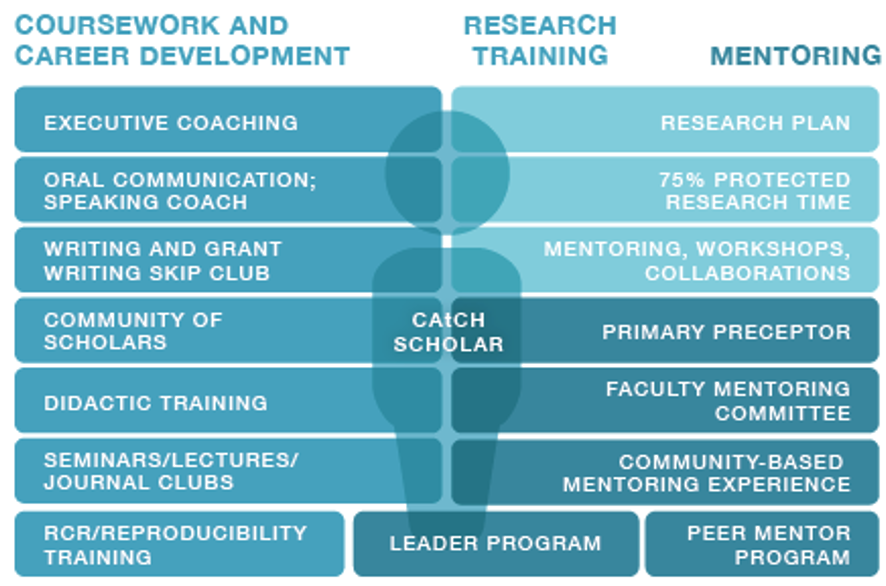 COURSEWORK AND
CAREER DEVELOPMENT
RESEARCH
TRAINING
MENTORING
EXECUTIVE COACHING
RESEARCH PLAN
ORAL COMMUNICATION;
SPEAKING COACH
75% PROTECTED
RESEARCH TIME
WRITING AND GRANT
WRITING SKIP CLUB
MENTORING, WORKSHOPS,
COLLABORATIONS
COMMUNITY OF
SCHOLARS
CAtCH
SCHOLAR
PRIMARY PRECEPTOR
DIDACTIC TRAINING
FACULTY MENTORING
COMMITTEE
SEMINARS/LECTURES/
JOURNAL CLUBS
COMMUNITY-BASED
MENTORING EXPERIENCE
RCR/REPRODUCIBILITY
TRAINING
LEADER PROGRAM
PEER MENTOR
PROGRAM